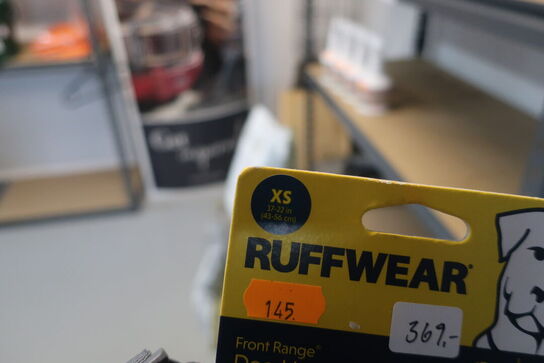 XS
17-22 in
(43-56 cm)
RUFFWEAR
145.
369.-
Front Range®